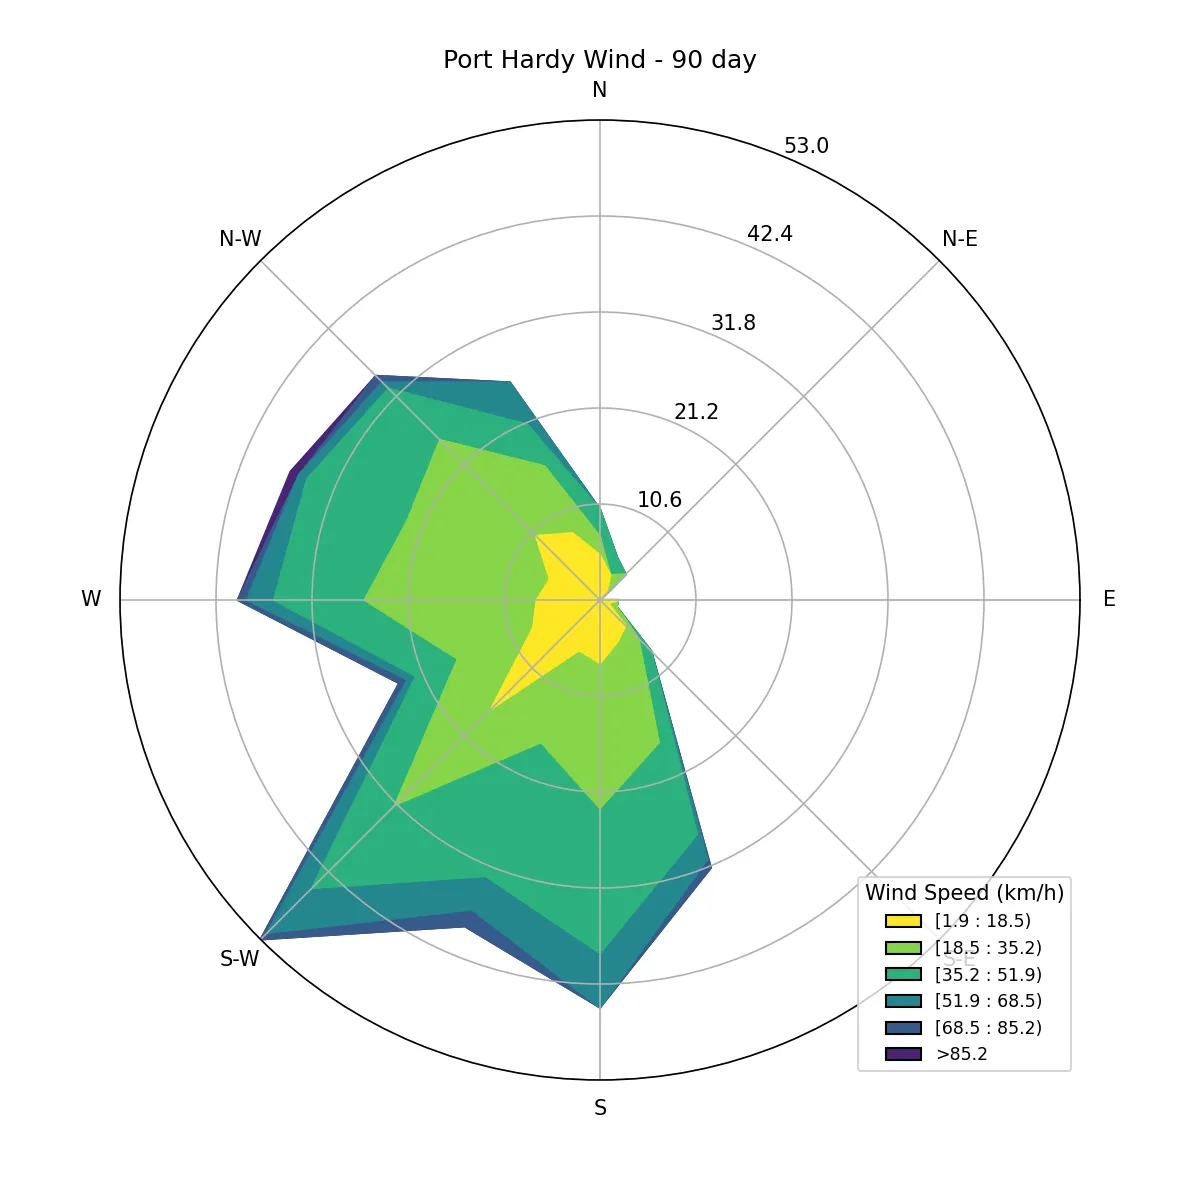 Port Hardy Wind - 90 day
N
53.0
N-W
42.4
N-E
31.8
21.2
10.6
W
E
S-W
S-E
S
Wind Speed (km/h)
[1.9 : 18.5)
[18.5 : 35.2)
[35.2 : 51.9)
[51.9 : 68.5)
[68.5 : 85.2)
>85.2